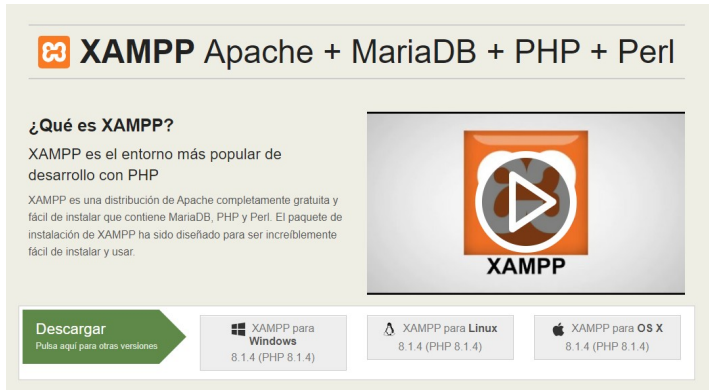 XAMPP Apache + MariaDB + PHP + Perl
¿Qué es XAMPP?
XAMPP es el entorno más popular de
desarrollo con PHP
XAMPP es una distribución de Apache completamente gratuita y
fácil de instalar que contiene MariaDB, PHP y Perl. El paquete de
instalación de XAMPP ha sido diseñado para ser increíblemente
fácil de instalar y usar.
XAMPP
Descargar
Pulsa aquí para otras versiones
XAMPP para
Windows
8.1.4 (PHP 8.1.4)
XAMPP para Linux
8.1.4 (PHP 8.1.4)
XAMPP para OS X
8.1.4 (PHP 8.1.4)